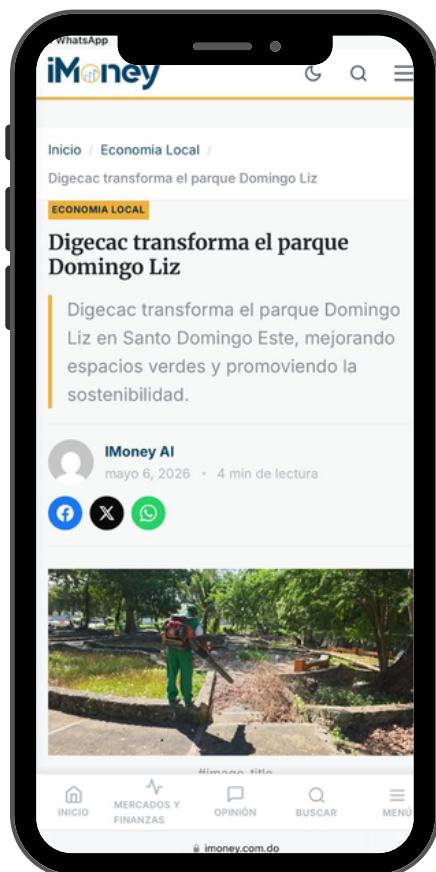 WhatsApp
iMoney
Inicio / Economia Local /
Digecac transforma el parque Domingo Liz
ECONOMIA LOCAL
Digecac transforma el parque
Domingo Liz
Digecac transforma el parque Domingo
Liz en Santo Domingo Este, mejorando
espacios verdes y promoviendo la
sostenibilidad.
IMoney AI
mayo 6, 2026 • 4 min de lectura
#image_title
INICIO
MERCADOS Y
FINANZAS
OPINIÓN
BUSCAR
MENÚ
imoney.com.do